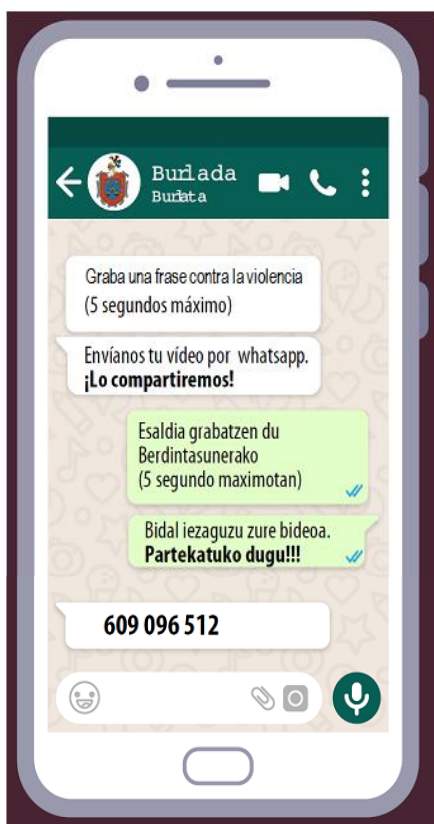 Burlada
Burlata
Graba una frase contra la violencia
(5 segundos máximo)
Envíanos tu vídeo por whatsapp.
¡Lo compartiremos!
Esaldia grabatzen du
Berdintasunerako
(5 segundo maximotan)
Bidal iezaguzu zure bideoa.
Partekatuko dugu!!!
609 096 512